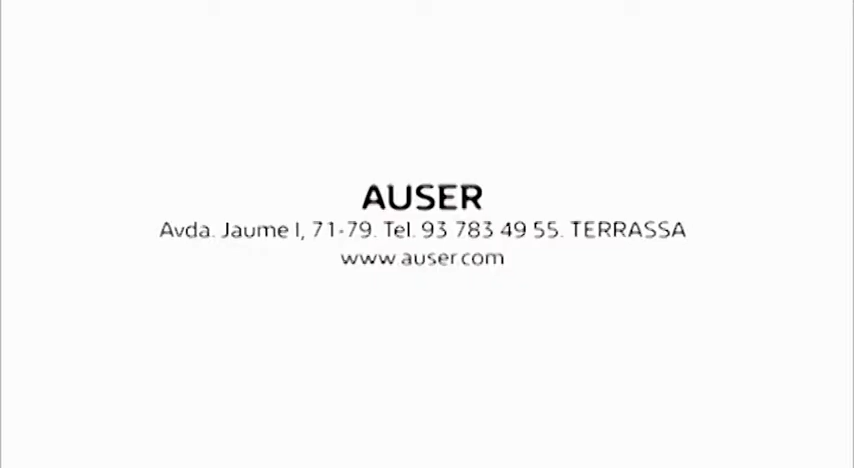 AUSER
Avda. Jaume I, 71-79. Tel. 93 783 49 55. TERRASSA
www.auser.com